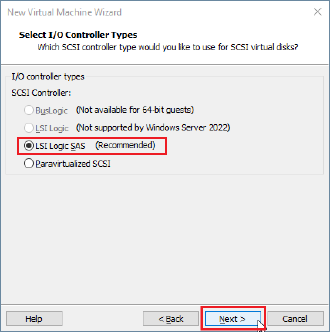 New Virtual Machine Wizard
Select I/O Controller Types
Which SCSI controller type would you like to use for SCSI virtual disks?
I/O controller types
SCSI Controller:
BusLogic (Not available for 64-bit guests)
LSI Logic (Not supported by Windows Server 2022)
LSI Logic SAS (Recommended)
Paravirtualized SCSI
Help < Back Next > Cancel